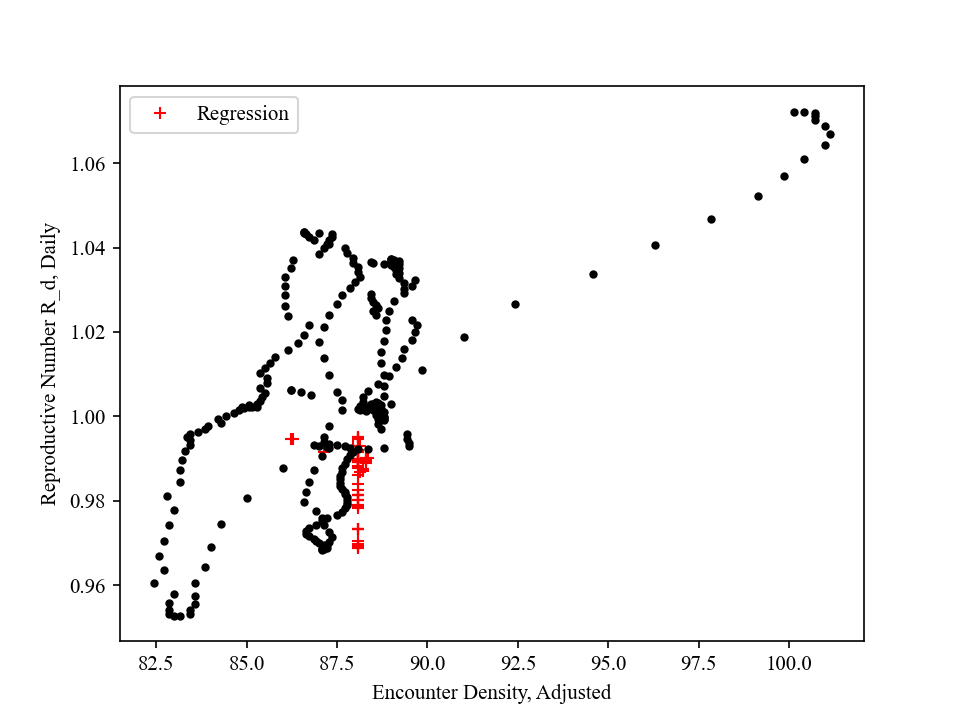 Regression
1.06
1.04
1.02
1.00
0.98
0.96
Reproductive Number R_d, Daily
82.5 85.0 87.5 90.0 92.5 95.0 97.5 100.0
Encounter Density, Adjusted